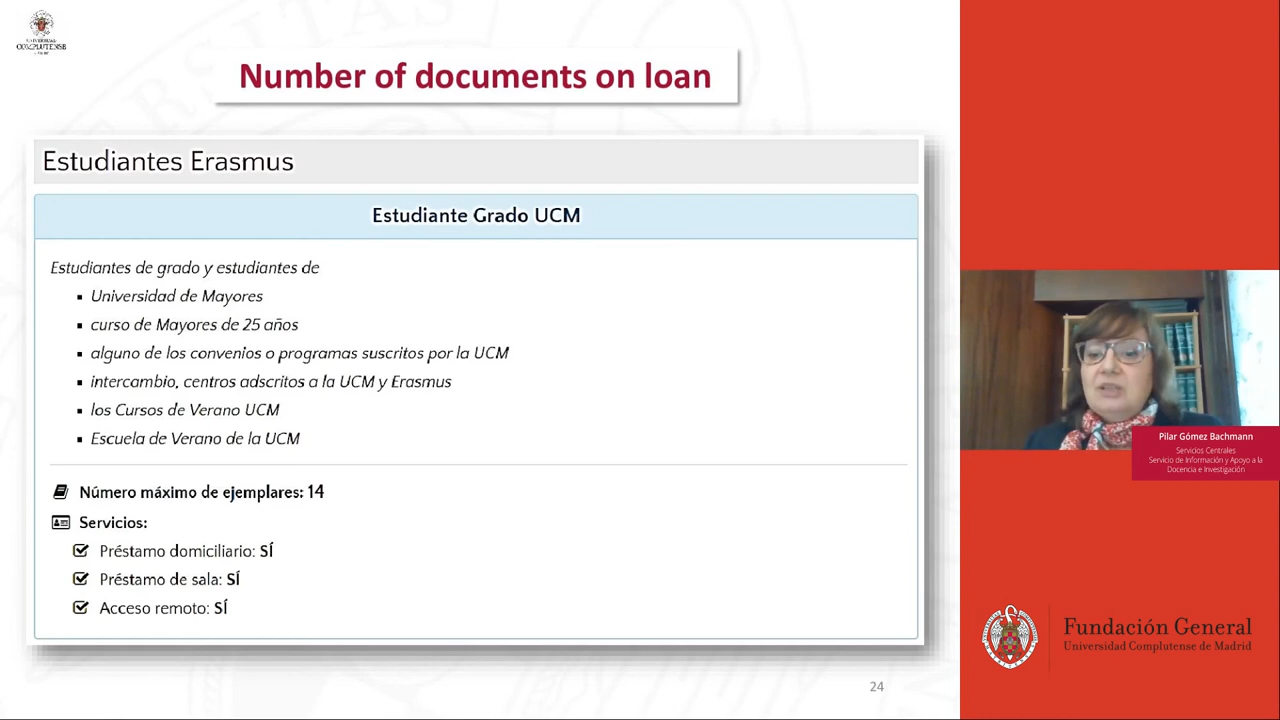 UNIVERSIDAD
COMPLUTENSE
Number of documents on loan
Estudiantes Erasmus
Estudiante Grado UCM
Estudiantes de grado y estudiantes de
▪ Universidad de Mayores
▪ curso de Mayores de 25 años
▪ alguno de los convenios o programas suscritos por la UCM
▪ intercambio, centros adscritos a la UCM y Erasmus
▪ los Cursos de Verano UCM
▪ Escuela de Verano de la UCM
Número máximo de ejemplares: 14
Servicios:
Préstamo domiciliario: SÍ
Préstamo de sala: SÍ
Acceso remoto: SÍ
24
Pilar Gómez Bachmann
Servicios Centrales
Servicio de Información y Apoyo a la
Docencia e Investigación
Fundación General
Universidad Complutense de Madrid